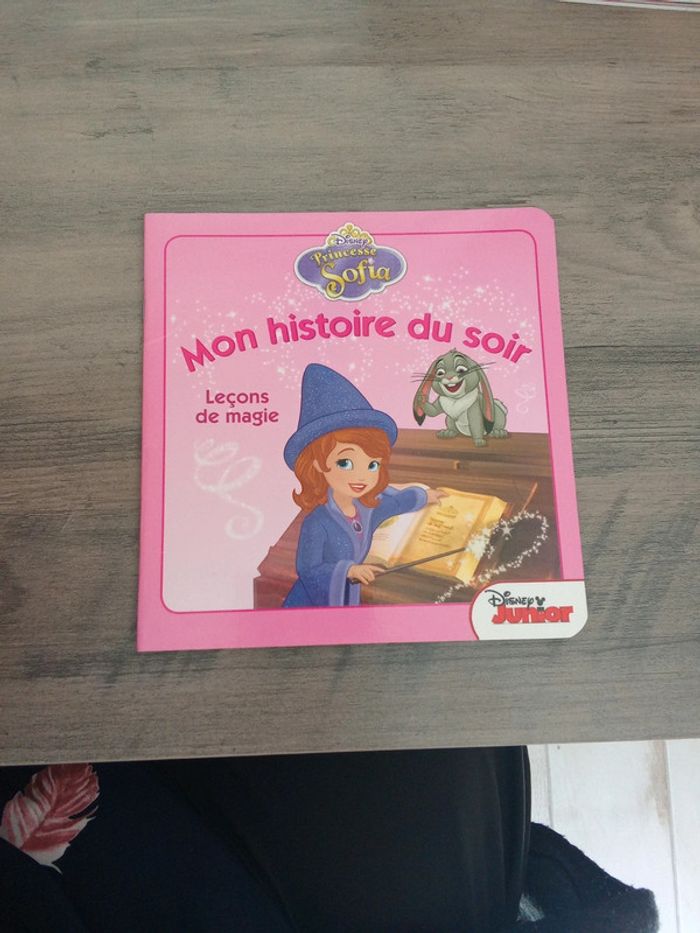 Disney
Princesse
Sofia
Mon histoire du soir
Leçons
de magie
Disney
Junior